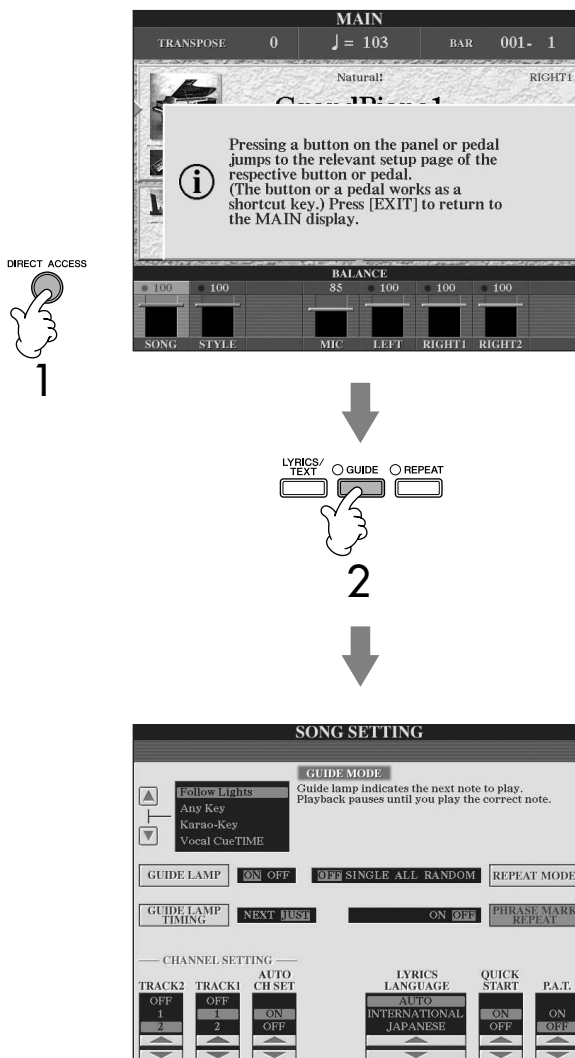 MAIN
TRANSPOSE 0 ♩ = 103 BAR 001- 1
Natural! RIGHT1
GrandPiano1
Pressing a button on the panel or pedal
jumps to the relevant setup page of the
respective button or pedal.
(The button or a pedal works as a
shortcut key.) Press [EXIT] to return to
the MAIN display.
DIRECT ACCESS
1
BALANCE
100 100 85 100 100 100
SONG STYLE MIC LEFT RIGHT1 RIGHT2
LYRICS/
TEXT GUIDE REPEAT
2
SONG SETTING
GUIDE MODE
Follow Lights
Any Key
Karao-Key
Vocal CueTIME
Guide lamp indicates the next note to play.
Playback pauses until you play the correct note.
GUIDE LAMP ON OFF OFF SINGLE ALL RANDOM REPEAT MODE
GUIDE LAMP
TIMING NEXT JUST ON OFF PHRASE MARK
REPEAT
CHANNEL SETTING
TRACK2 TRACK1 AUTO
CH SET LYRICS
LANGUAGE QUICK
START P.A.T.
OFF OFF AUTO
1 1 ON INTERNATIONAL ON ON
2 2 OFF JAPANESE OFF OFF